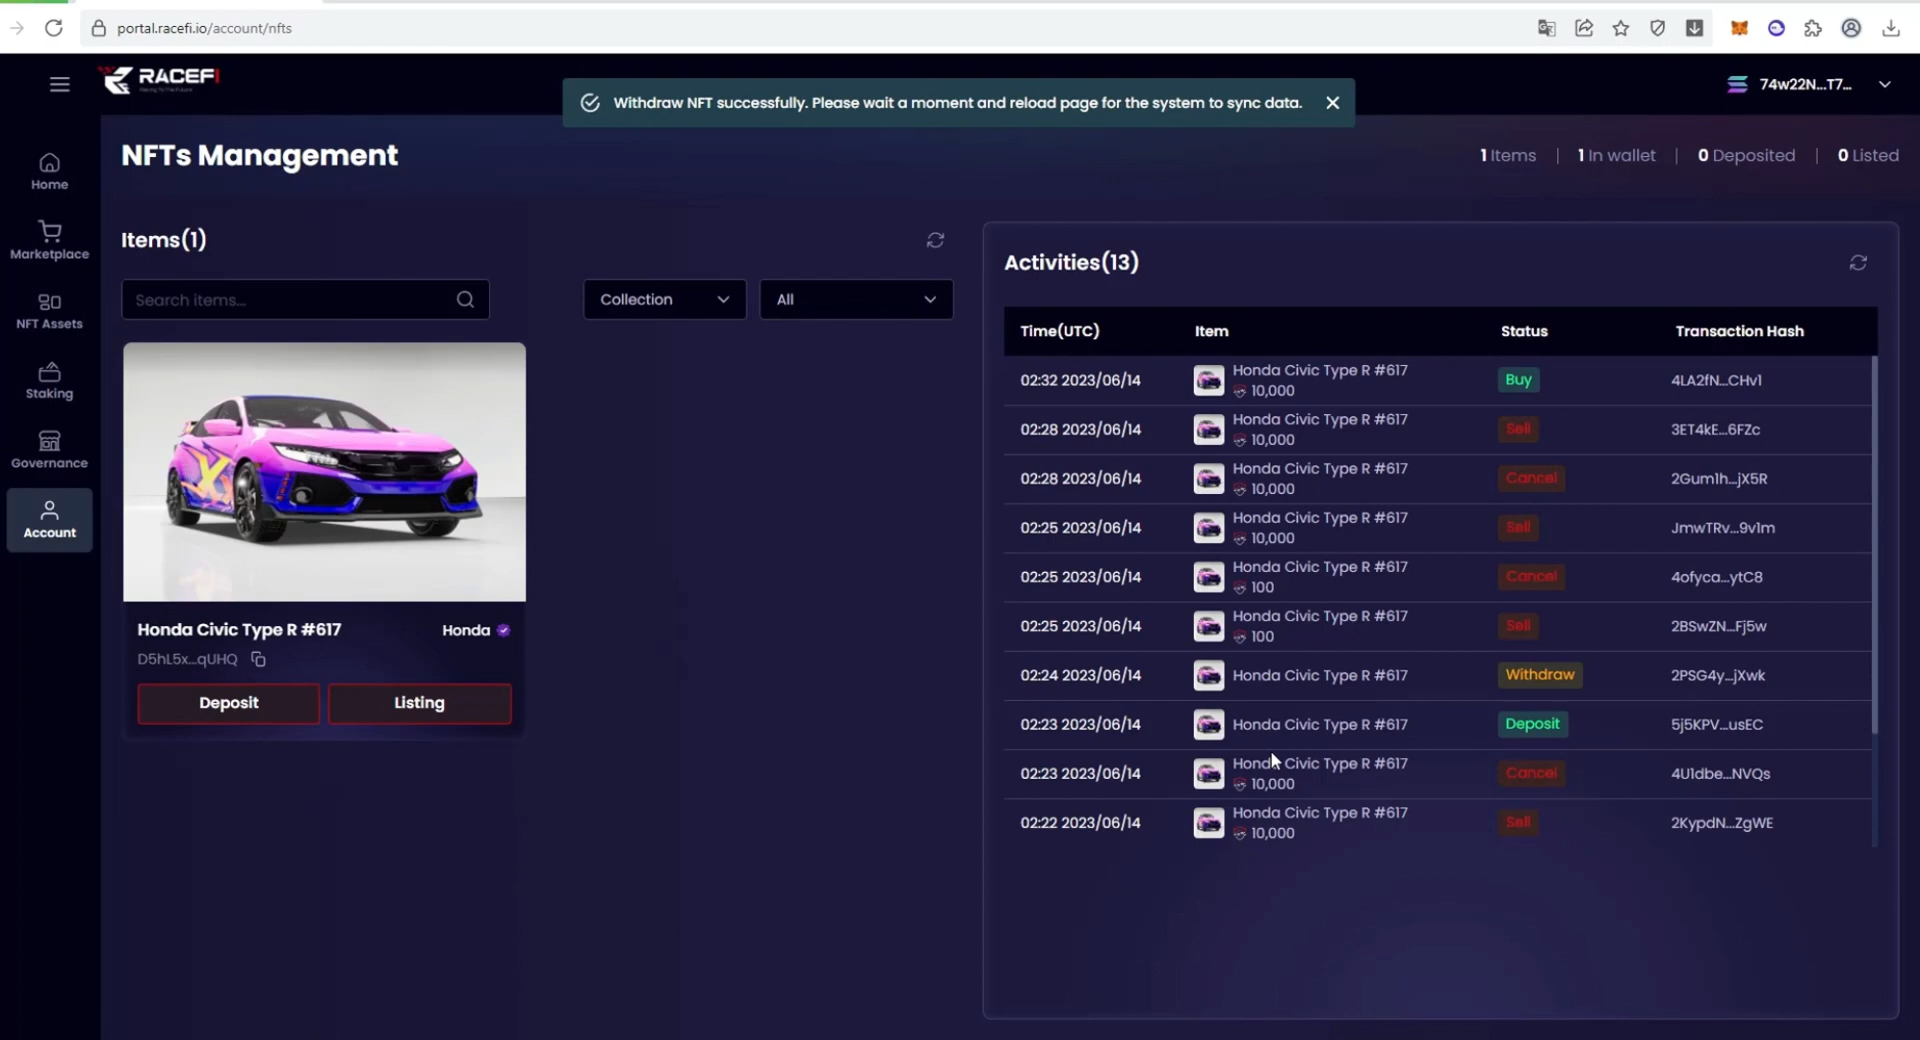 portal.racefi.io/account/nfts
RACEFI
74w22N...T7...
Withdraw NFT successfully. Please wait a moment and reload page for the system to sync data.
NFTs Management
1 Items | 1 In wallet | 0 Deposited | 0 Listed
Home
Marketplace
NFT Assets
Staking
Governance
Account
Items(1)
Search items...
Collection
All
Honda Civic Type R #617
Honda
D5hL5x...qUHQ
Deposit
Listing
Activities(13)
Time(UTC) Item Status Transaction Hash
02:32 2023/06/14 Honda Civic Type R #617 Buy 4LA2fN...CHv1
10,000
02:28 2023/06/14 Honda Civic Type R #617 Sell 3ET4kE...6FZc
10,000
02:28 2023/06/14 Honda Civic Type R #617 Cancel 2Gum1h...jX5R
10,000
02:25 2023/06/14 Honda Civic Type R #617 Sell JmwTRv...9v1m
10,000
02:25 2023/06/14 Honda Civic Type R #617 Cancel 4ofyca...ytC8
100
02:25 2023/06/14 Honda Civic Type R #617 Sell 2BSwZN...Fj5w
100
02:24 2023/06/14 Honda Civic Type R #617 Withdraw 2PSG4y...jXwk
02:23 2023/06/14 Honda Civic Type R #617 Deposit 5j5KPV...usEC
02:23 2023/06/14 Honda Civic Type R #617 Cancel 4U1dbe...NVQs
10,000
02:22 2023/06/14 Honda Civic Type R #617 Sell 2KypdN...ZgWE
10,000